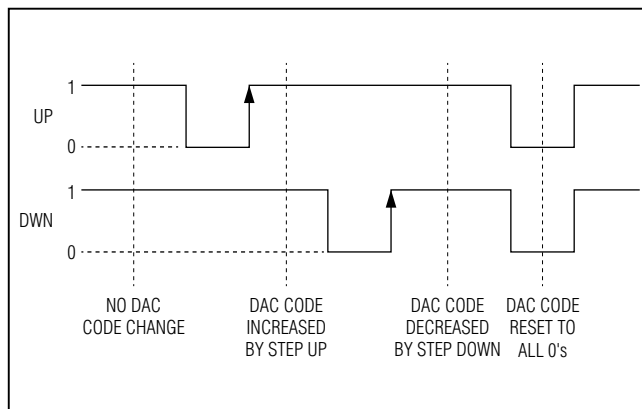 1
UP
0
1
DWN
0
NO DAC
CODE CHANGE
DAC CODE
INCREASED
BY STEP UP
DAC CODE
DECREASED
BY STEP DOWN
DAC CODE
RESET TO
ALL 0's